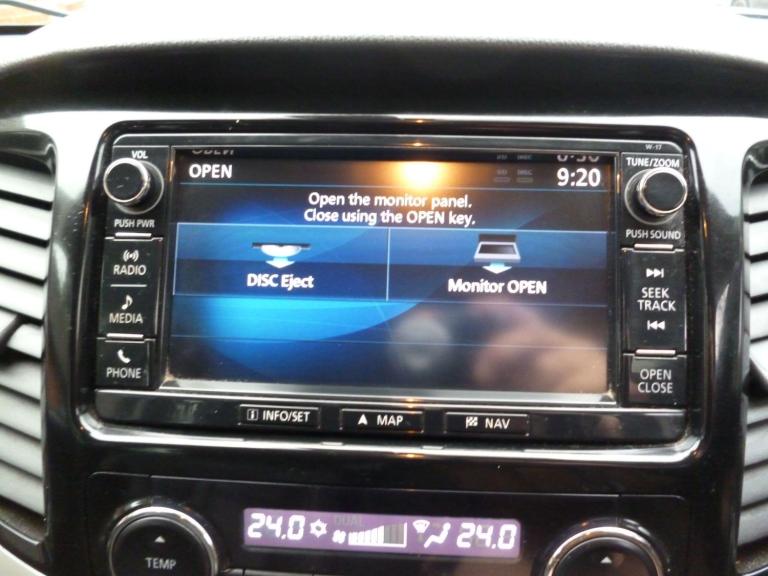 W-17
VOL
TUNE/ZOOM
OPEN
9:20
Open the monitor panel.
Close using the OPEN key.
PUSH PWR
PUSH SOUND
RADIO
MEDIA
PHONE
DISC Eject
Monitor OPEN
SEEK
TRACK
OPEN
CLOSE
INFO/SET
MAP
NAV
24.0
DUAL
24.0
TEMP